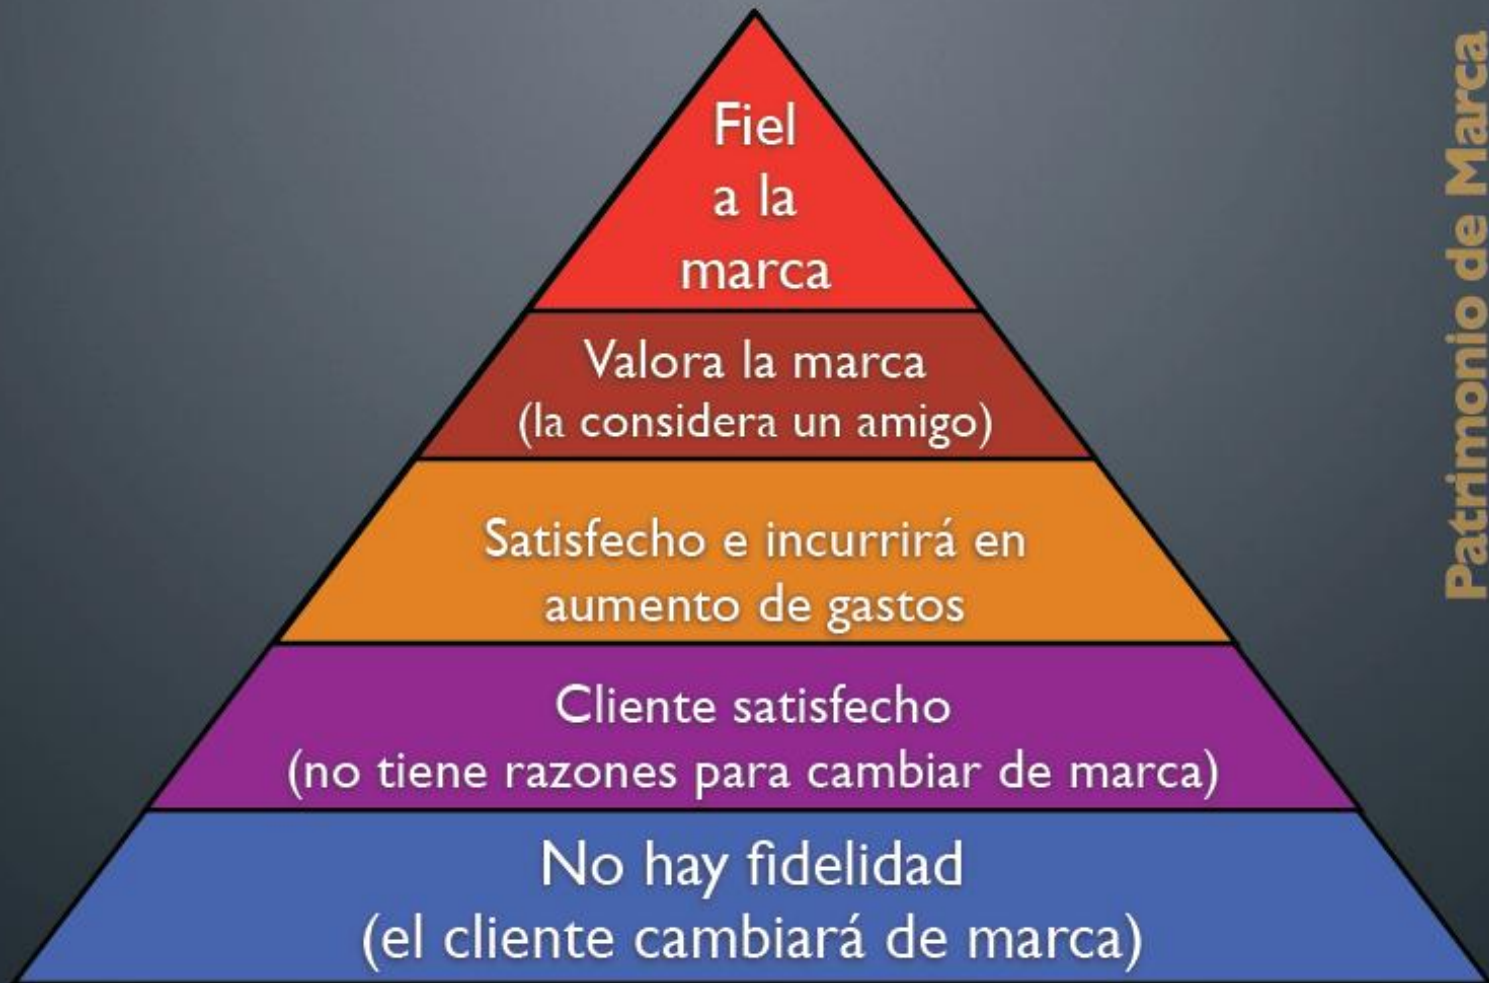 Fiel
a la
marca
Valora la marca
(la considera un amigo)
Satisfecho e incurrirá en
aumento de gastos
Cliente satisfecho
(no tiene razones para cambiar de marca)
No hay fidelidad
(el cliente cambiará de marca)
Patrimonio de Marca